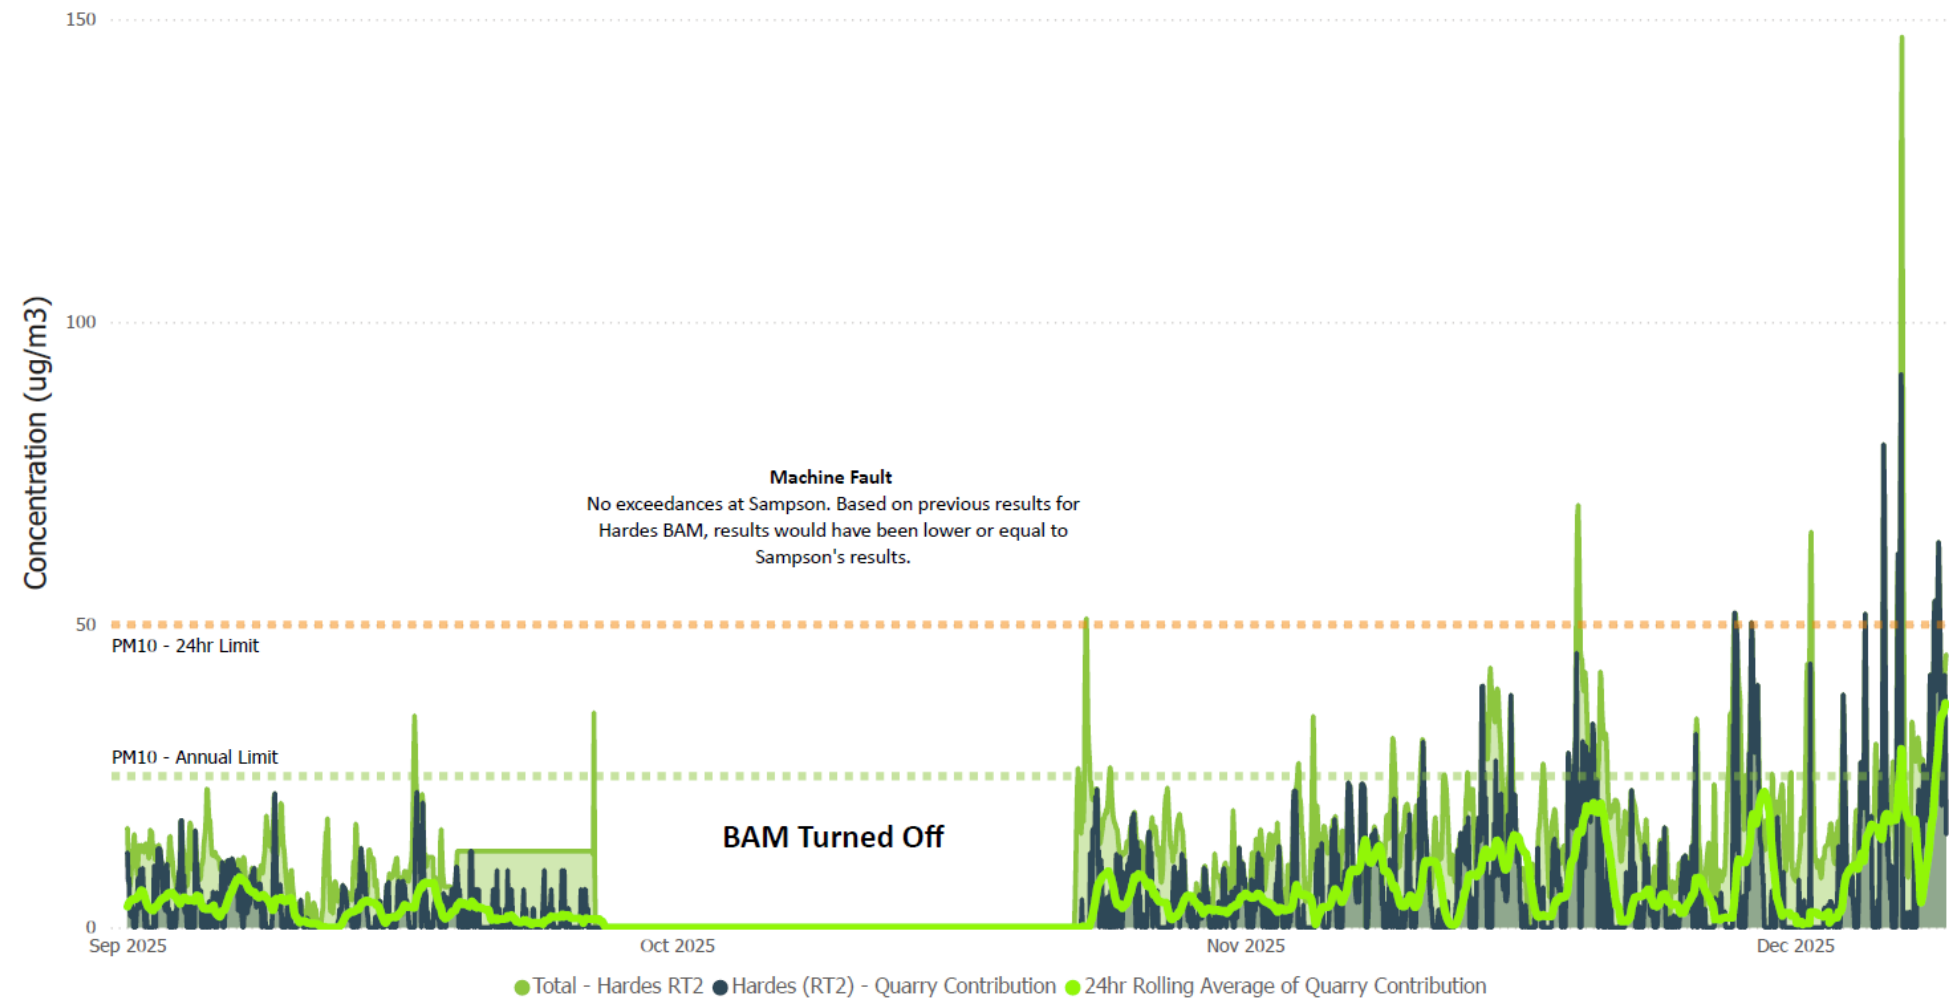 150
100
50
0
Concentration (ug/m3)
Machine Fault
No exceedances at Sampson. Based on previous results for
Hardes BAM, results would have been lower or equal to
Sampson's results.
PM10 - 24hr Limit
PM10 - Annual Limit
BAM Turned Off
Sep 2025
Oct 2025
Nov 2025
Dec 2025
Total - Hardes RT2
Hardes (RT2) - Quarry Contribution
24hr Rolling Average of Quarry Contribution